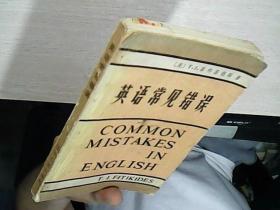 英语常见错误
COMMON
MISTAKES
IN
ENGLISH
T. J. FITIKIDES